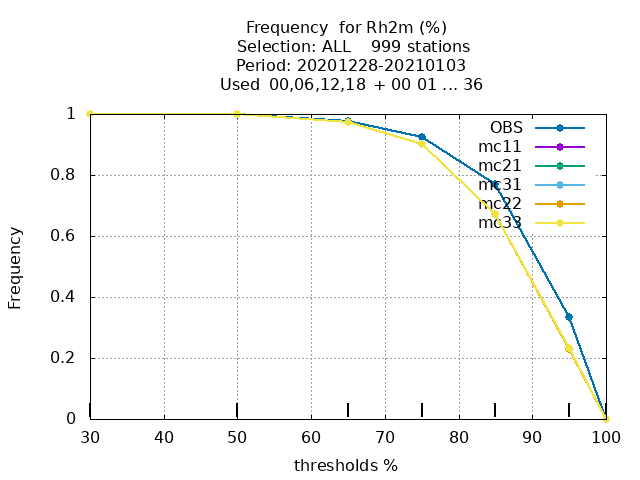 Frequency  for Rh2m (%)
Selection: ALL    999 stations
Period: 20201228-20210103
Used  00,06,12,18  + 00 01 ... 36
OBS
mc11
mc21
mc31
mc22
mc33
Frequency
1
0.8
0.6
0.4
0.2
0
30 40 50 60 70 80 90 100
thresholds %